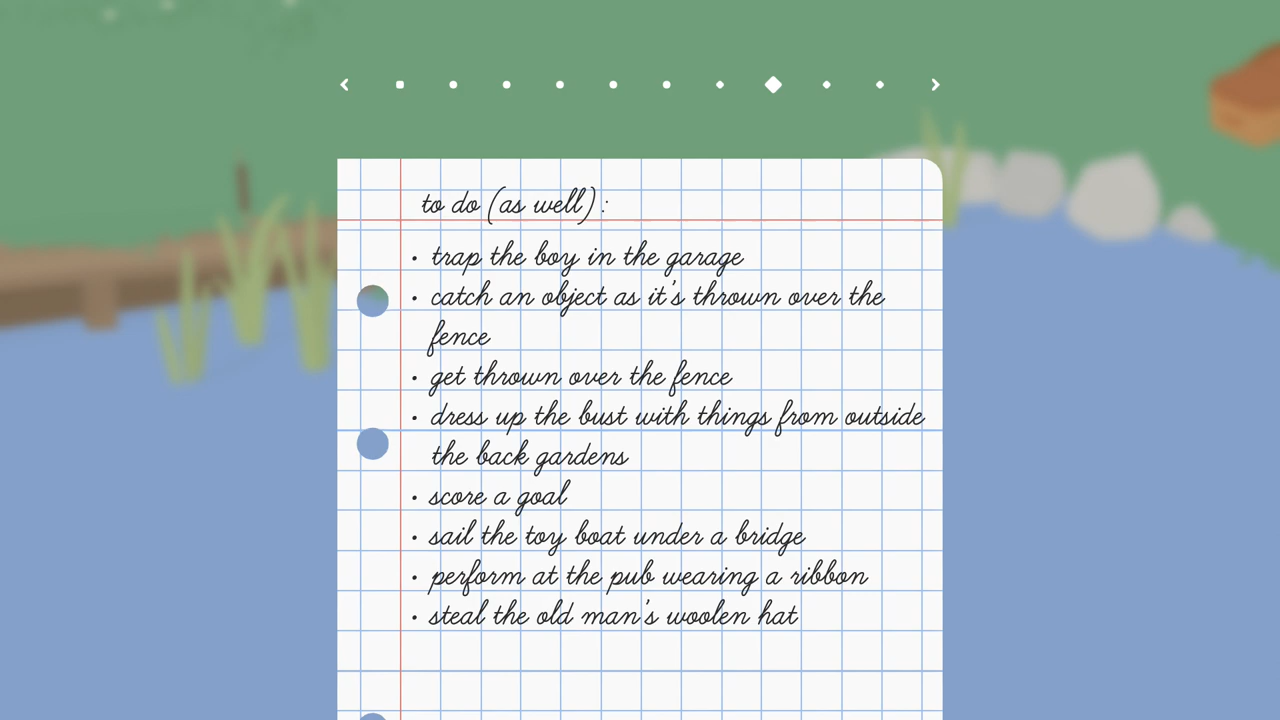 to do (as well):
• trap the boy in the garage
• catch an object as it's thrown over the
fence
• get thrown over the fence
• dress up the bust with things from outside
the back gardens
• score a goal
• sail the toy boat under a bridge
• perform at the pub wearing a ribbon
• steal the old man's woolen hat